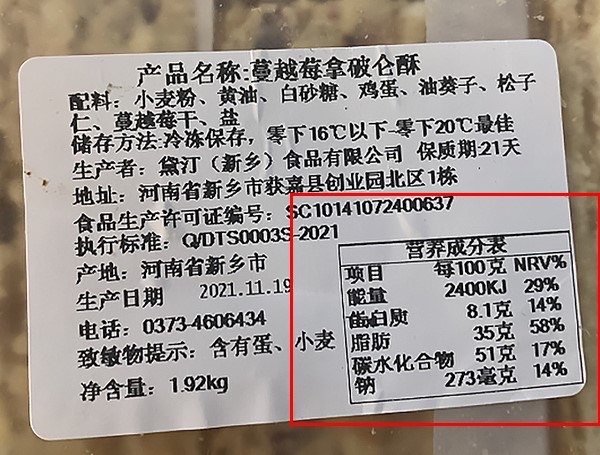 产品名称:蔓越莓拿破仑酥
配料：小麦粉、黄油、白砂糖、鸡蛋、油葵子、松子
仁、蔓越莓干、盐
储存方法:冷冻保存，零下16℃以下-零下20℃最佳
生产者：黛汀（新乡）食品有限公司 保质期:21天
地址：河南省新乡市获嘉县创业园北区1栋
食品生产许可证编号：SC10141072400637
执行标准：Q/DTS0003S-2021
产地：河南省新乡市
生产日期 2021.11.19
电话：0373-4606434
致敏物提示：含有蛋、小麦
净含量：1.92kg
营养成分表
项目 每100克 NRV%
能量 2400KJ 29%
蛋白质 8.1克 14%
脂肪 35克 58%
碳水化合物 51克 17%
钠 273毫克 14%